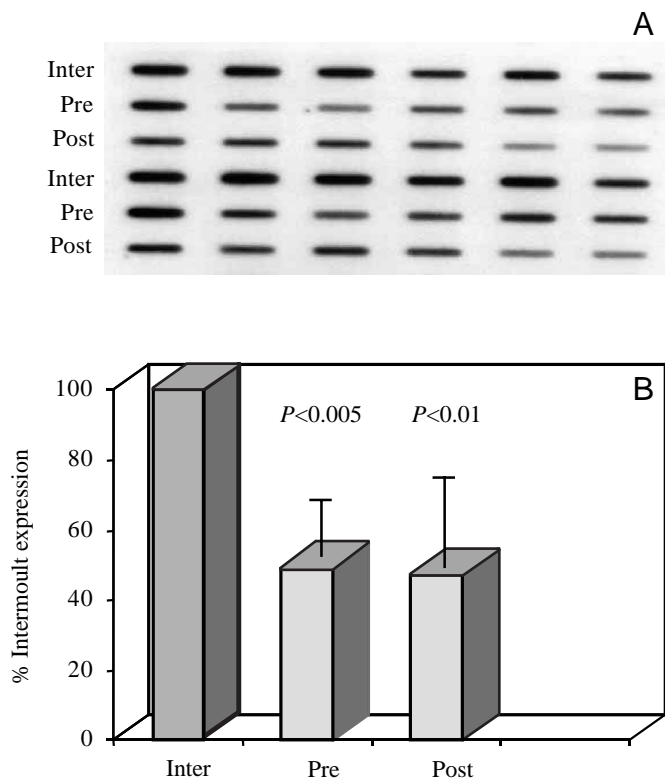 A
Inter
Pre
Post
Inter
Pre
Post
B
100
80
60
40
20
0
% Intermoult expression
P<0.005 P<0.01
Inter Pre Post